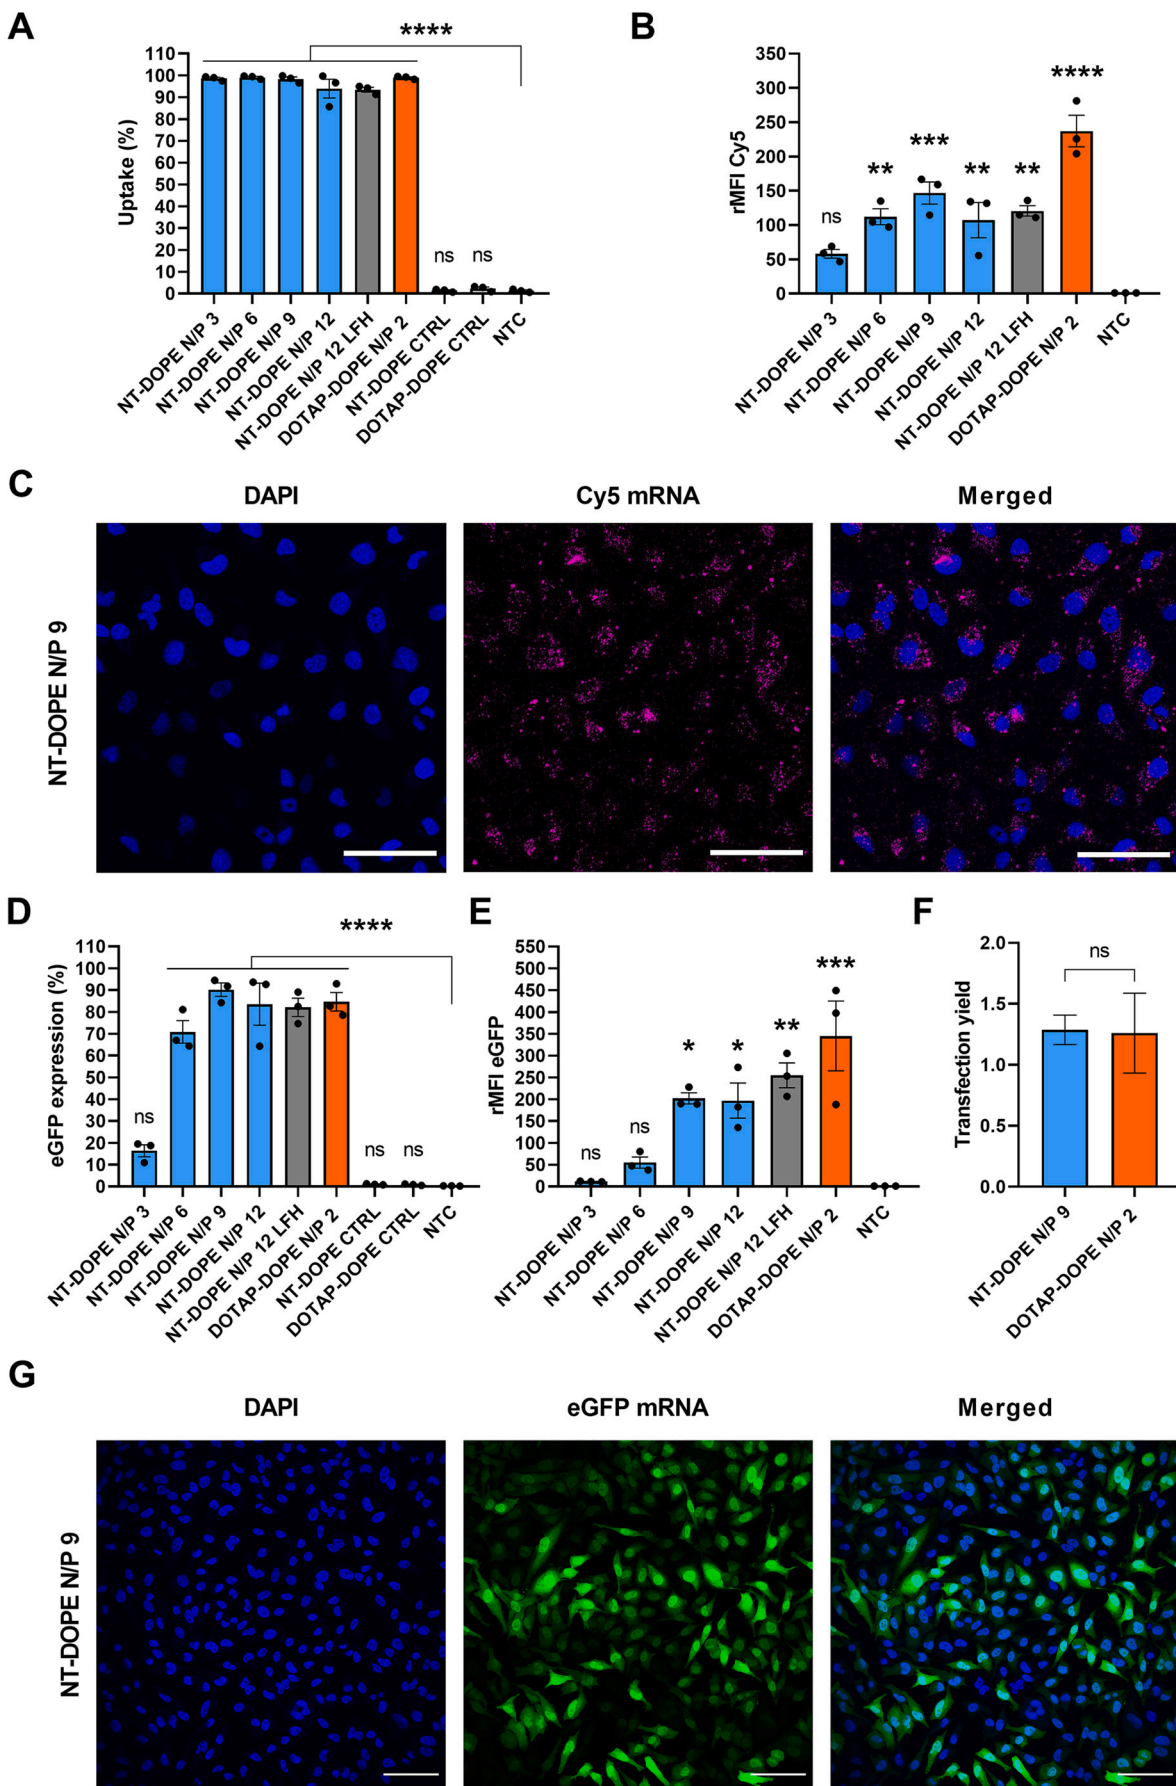 A
****
Uptake (%)
110
100
90
80
70
60
50
40
30
20
10
0
ns
ns
NT-DOPE N/P 3
NT-DOPE N/P 6
NT-DOPE N/P 9
NT-DOPE N/P 12
NT-DOPE N/P 12 LFH
DOTAP-DOPE N/P 2
NT-DOPE CTRL
DOTAP-DOPE CTRL
NTC
B
rMFI Cy5
350
300
250
200
150
100
50
0
ns
**
***
**
**
****
NT-DOPE N/P 3
NT-DOPE N/P 6
NT-DOPE N/P 9
NT-DOPE N/P 12
NT-DOPE N/P 12 LFH
DOTAP-DOPE N/P 2
NTC
C
DAPI
Cy5 mRNA
Merged
NT-DOPE N/P 9
D
****
eGFP expression (%)
110
100
90
80
70
60
50
40
30
20
10
0
ns
ns
ns
NT-DOPE N/P 3
NT-DOPE N/P 6
NT-DOPE N/P 9
NT-DOPE N/P 12
NT-DOPE N/P 12 LFH
DOTAP-DOPE N/P 2
NT-DOPE CTRL
DOTAP-DOPE CTRL
NTC
E
rMFI eGFP
550
500
450
400
350
300
250
200
150
100
50
0
ns
ns
*
*
**
***
NT-DOPE N/P 3
NT-DOPE N/P 6
NT-DOPE N/P 9
NT-DOPE N/P 12
NT-DOPE N/P 12 LFH
DOTAP-DOPE N/P 2
NTC
F
Transfection yield
2.0
1.5
1.0
0.5
0.0
ns
NT-DOPE N/P 9
DOTAP-DOPE N/P 2
G
DAPI
eGFP mRNA
Merged
NT-DOPE N/P 9